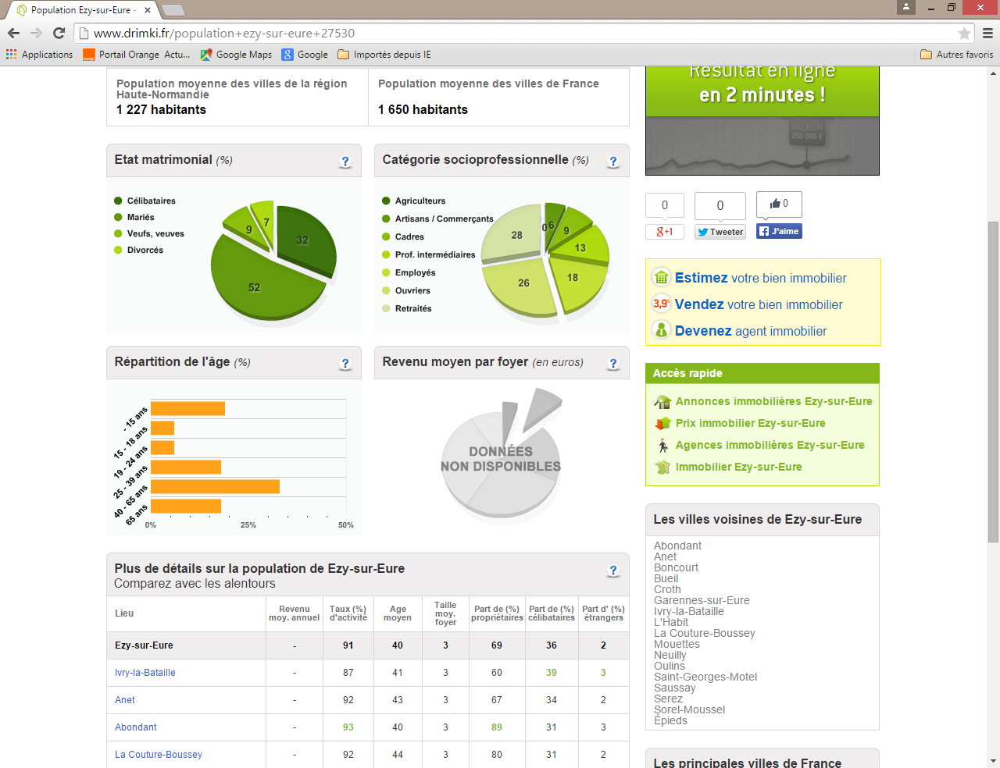 Population Ezy-sur-Eure -
www.drimki.fr/population+ezy-sur-eure+27530
Applications
Portail Orange Actu...
Google Maps
Google
Importés depuis IE
Autres favoris
Population moyenne des villes de la région
Haute-Normandie
1 227 habitants
Population moyenne des villes de France
1 650 habitants
Résultat en ligne
en 2 minutes !
VALEUR
250 000 €
Etat matrimonial (%)
?
Célibataires
Mariés
Veufs, veuves
Divorcés
32
52
9
7
Catégorie socioprofessionnelle (%)
?
Agriculteurs
Artisans / Commerçants
Cadres
Prof. intermédiaires
Employés
Ouvriers
Retraités
0
6
9
13
18
26
28
0
0
0
g+1
Tweeter
J'aime
Estimez votre bien immobilier
3,9% Vendez votre bien immobilier
Devenez agent immobilier
Répartition de l'âge (%)
?
- 15 ans
15 - 18 ans
19 - 24 ans
25 - 39 ans
40 - 65 ans
65 ans
0%
25%
50%
Revenu moyen par foyer (en euros)
?
DONNÉES
NON DISPONIBLES
Accès rapide
Annonces immobilières Ezy-sur-Eure
Prix immobilier Ezy-sur-Eure
Agences immobilières Ezy-sur-Eure
Immobilier Ezy-sur-Eure
Les villes voisines de Ezy-sur-Eure
Abondant
Anet
Boncourt
Bueil
Croth
Garennes-sur-Eure
Ivry-la-Bataille
L'Habit
La Couture-Boussey
Mouettes
Neuilly
Oulins
Saint-Georges-Motel
Saussay
Serez
Sorel-Moussel
Épieds
Les principales villes de France
Plus de détails sur la population de Ezy-sur-Eure
Comparez avec les alentours
?
Lieu
Revenu
moy. annuel
Taux (%)
d'activité
Age
moyen
Taille
moy.
foyer
Part de (%)
propriétaires
Part de (%)
célibataires
Part d' (%)
étrangers
Ezy-sur-Eure - 91 40 3 69 36 2
Ivry-la-Bataille - 87 41 3 60 39 3
Anet - 92 43 3 67 34 2
Abondant - 93 40 3 89 31 3
La Couture-Boussey - 92 44 3 80 31 2